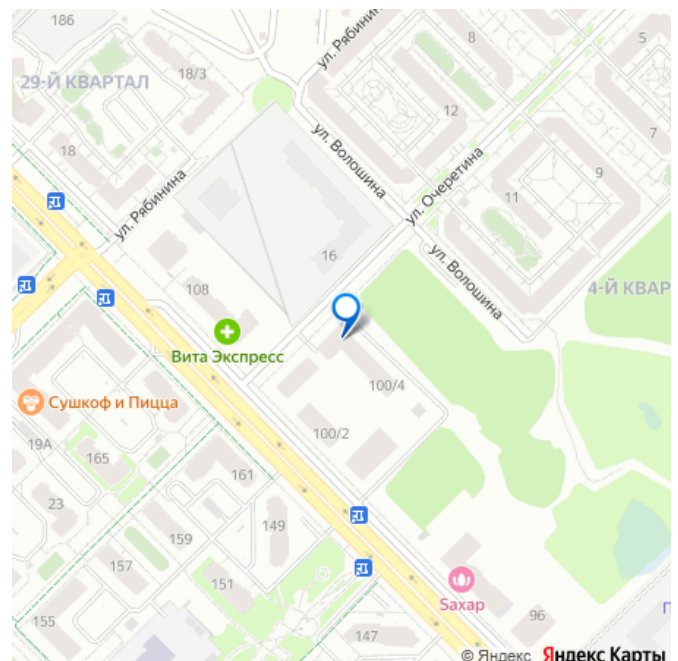 186
8
5
ул. Рябинина
18/3
29-Й КВАРТАЛ
12
7
ул. Волошина
18
9
ул. Очеретина
11
ул. Рябинина
16
ул. Волошина
4-Й КВАР
108
Вита Экспресс
100/4
Сушкоф и Пицца
100/2
19А
165
161
23
149
159
157
151
Saxap
155
96
147
П
© Яндекс Яндекс Карты